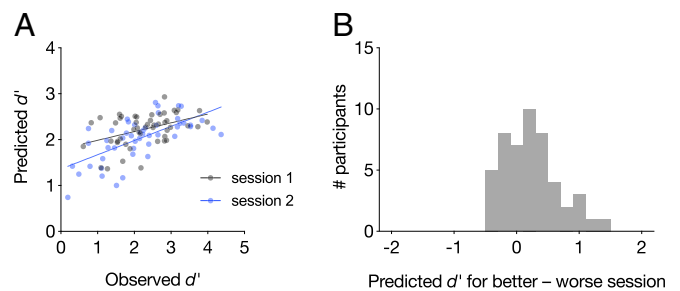 A
Predicted d'
4
3
2
1
0
0 1 2 3 4 5
Observed d'
session 1
session 2
B
# participants
15
10
5
0
-2 -1 0 1 2
Predicted d' for better – worse session